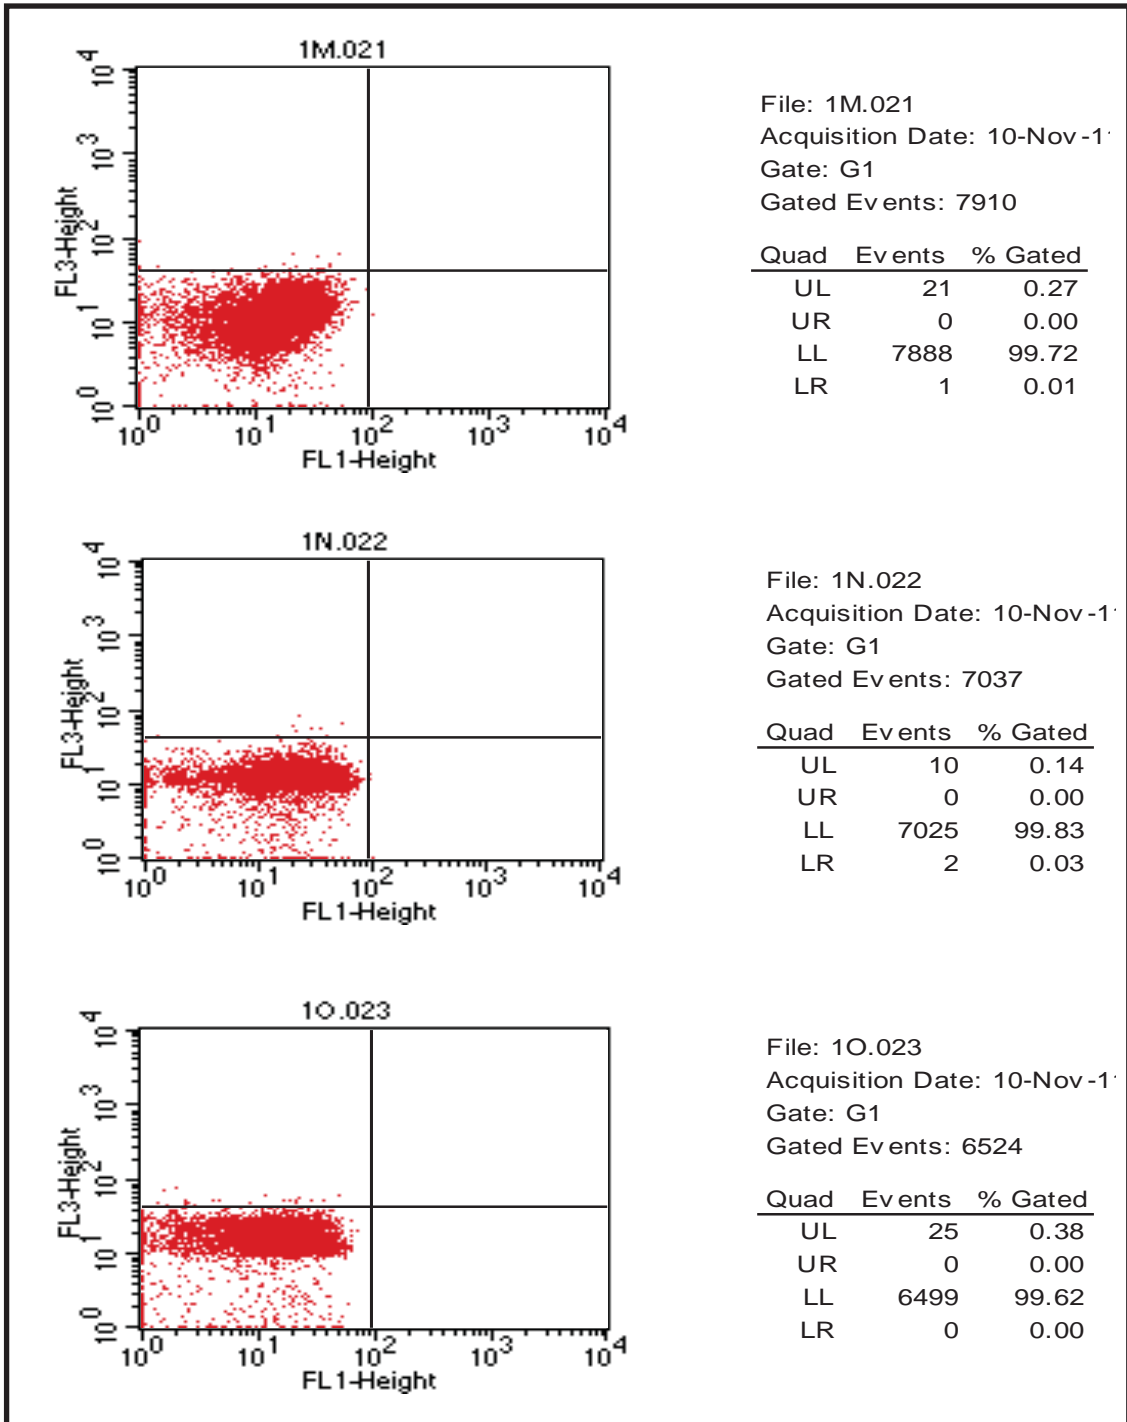 1M.021
10^4
10^3
10^2
10^1
10^0
FL3-Height
10^0 10^1 10^2 10^3 10^4
FL1-Height
File: 1M.021
Acquisition Date: 10-Nov-1
Gate: G1
Gated Events: 7910
Quad Events % Gated
UL 21 0.27
UR 0 0.00
LL 7888 99.72
LR 1 0.01
1N.022
10^4
10^3
10^2
10^1
10^0
FL3-Height
10^0 10^1 10^2 10^3 10^4
FL1-Height
File: 1N.022
Acquisition Date: 10-Nov-1
Gate: G1
Gated Events: 7037
Quad Events % Gated
UL 10 0.14
UR 0 0.00
LL 7025 99.83
LR 2 0.03
1O.023
10^4
10^3
10^2
10^1
10^0
FL3-Height
10^0 10^1 10^2 10^3 10^4
FL1-Height
File: 1O.023
Acquisition Date: 10-Nov-1
Gate: G1
Gated Events: 6524
Quad Events % Gated
UL 25 0.38
UR 0 0.00
LL 6499 99.62
LR 0 0.00